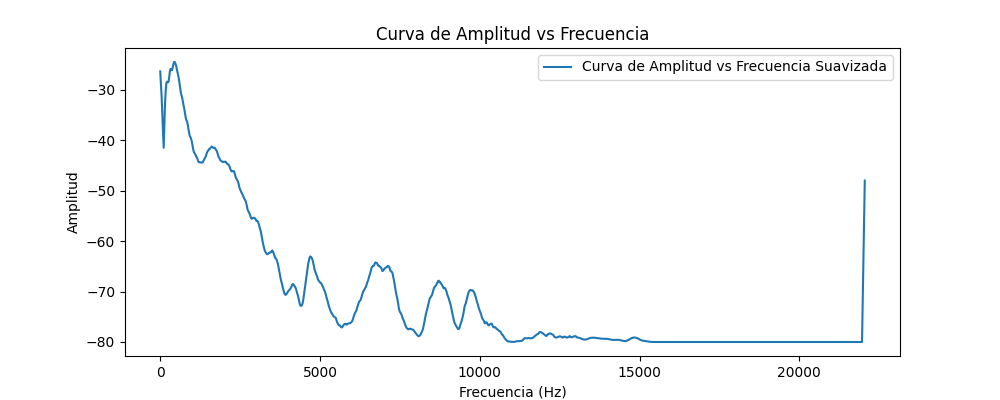 Curva de Amplitud vs Frecuencia
Curva de Amplitud vs Frecuencia Suavizada
Amplitud
−30
−40
−50
−60
−70
−80
0
5000
10000
15000
20000
Frecuencia (Hz)